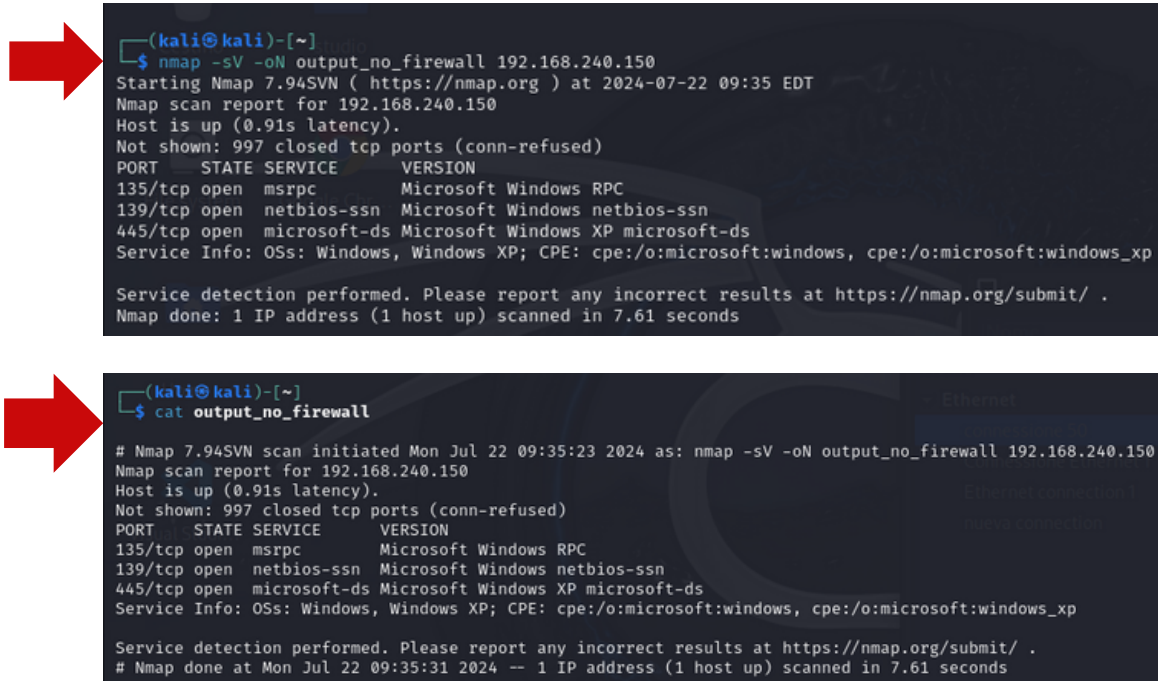 ┌──(kali㉿kali)-[~]
└─$ nmap -sV -oN output_no_firewall 192.168.240.150
Starting Nmap 7.94SVN ( https://nmap.org ) at 2024-07-22 09:35 EDT
Nmap scan report for 192.168.240.150
Host is up (0.91s latency).
Not shown: 997 closed tcp ports (conn-refused)
PORT    STATE SERVICE      VERSION
135/tcp open  msrpc        Microsoft Windows RPC
139/tcp open  netbios-ssn  Microsoft Windows netbios-ssn
445/tcp open  microsoft-ds Microsoft Windows XP microsoft-ds
Service Info: OSs: Windows, Windows XP; CPE: cpe:/o:microsoft:windows, cpe:/o:microsoft:windows_xp
Service detection performed. Please report any incorrect results at https://nmap.org/submit/ .
Nmap done: 1 IP address (1 host up) scanned in 7.61 seconds
┌──(kali㉿kali)-[~]
└─$ cat output_no_firewall
Ethernet
# Nmap 7.94SVN scan initiated Mon Jul 22 09:35:23 2024 as: nmap -sV -oN output_no_firewall 192.168.240.150
Nmap scan report for 192.168.240.150
Host is up (0.91s latency).
Ethernet connection 1
Not shown: 997 closed tcp ports (conn-refused)
nueva connection
PORT    STATE SERVICE      VERSION
135/tcp open  msrpc        Microsoft Windows RPC
139/tcp open  netbios-ssn  Microsoft Windows netbios-ssn
445/tcp open  microsoft-ds Microsoft Windows XP microsoft-ds
Service Info: OSs: Windows, Windows XP; CPE: cpe:/o:microsoft:windows, cpe:/o:microsoft:windows_xp
Service detection performed. Please report any incorrect results at https://nmap.org/submit/ .
# Nmap done at Mon Jul 22 09:35:31 2024 -- 1 IP address (1 host up) scanned in 7.61 seconds